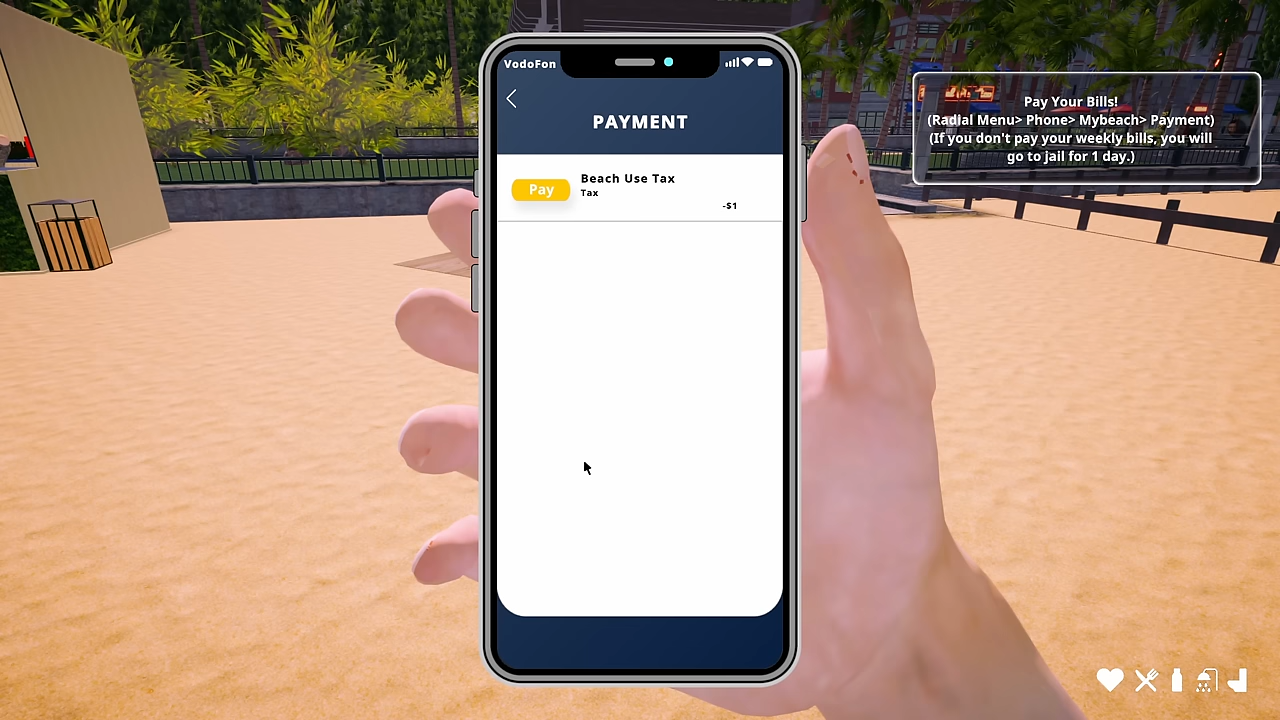 VodoFon
PAYMENT
Pay
Beach Use Tax
Tax
-$1
Pay Your Bills!
(Radial Menu> Phone> Mybeach> Payment)
(If you don't pay your weekly bills, you will
go to jail for 1 day.)